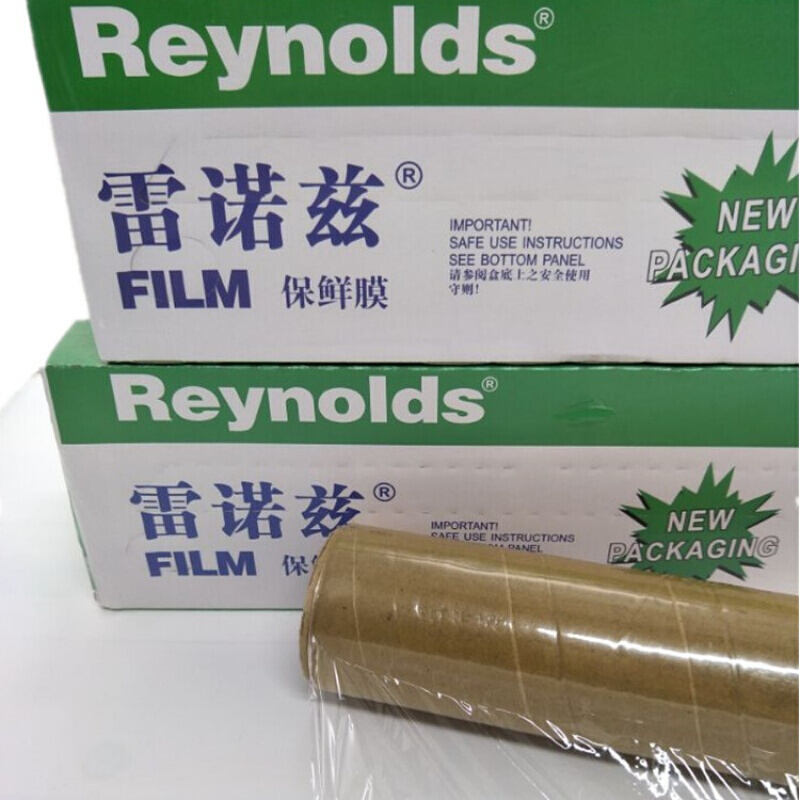 Reynolds®
雷诺兹®
FILM 保鲜膜
IMPORTANT!
SAFE USE INSTRUCTIONS
SEE BOTTOM PANEL
请参阅盒底上之安全使用
守则!
NEW
Reynolds®
雷诺兹®
FILM 保
IMPORTANT!
SAFE USE INSTRUCTIONS
PANEL
NEW
PACKAGING